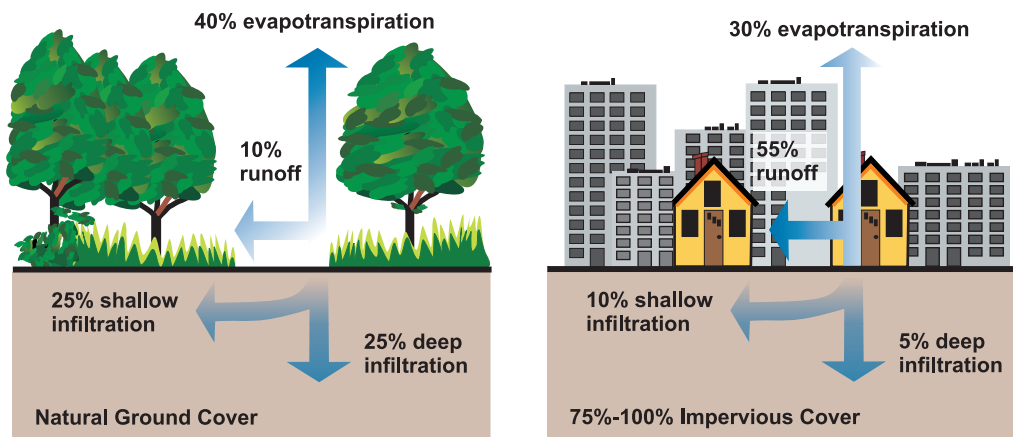 40% evapotranspiration
10%
runoff
25% shallow
infiltration
25% deep
infiltration
Natural Ground Cover
30% evapotranspiration
55%
runoff
10% shallow
infiltration
5% deep
infiltration
75%-100% Impervious Cover